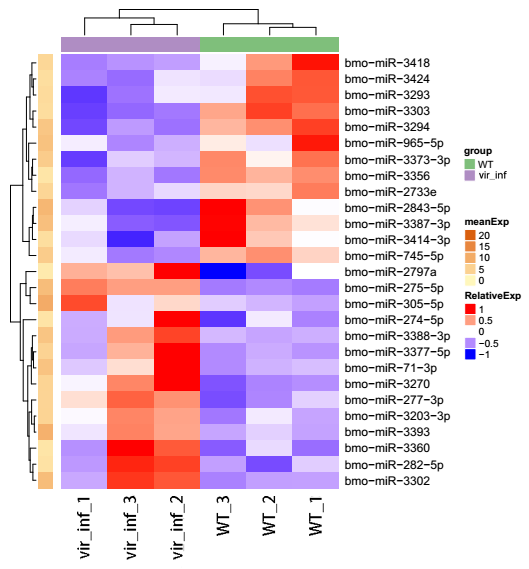 bmo-miR-3418
bmo-miR-3424
bmo-miR-3293
bmo-miR-3303
bmo-miR-3294
bmo-miR-965-5p
bmo-miR-3373-3p
bmo-miR-3356
bmo-miR-2733e
bmo-miR-2843-5p
bmo-miR-3387-3p
bmo-miR-3414-3p
bmo-miR-745-5p
bmo-miR-2797a
bmo-miR-275-5p
bmo-miR-305-5p
bmo-miR-274-5p
bmo-miR-3388-3p
bmo-miR-3377-5p
bmo-miR-71-3p
bmo-miR-3270
bmo-miR-277-3p
bmo-miR-3203-3p
bmo-miR-3393
bmo-miR-3360
bmo-miR-282-5p
bmo-miR-3302
vir_inf_1
vir_inf_3
vir_inf_2
WT_3
WT_2
WT_1
group
WT
vir_inf
meanExp
20
15
10
5
0
RelativeExp
1
0.5
0
−0.5
−1